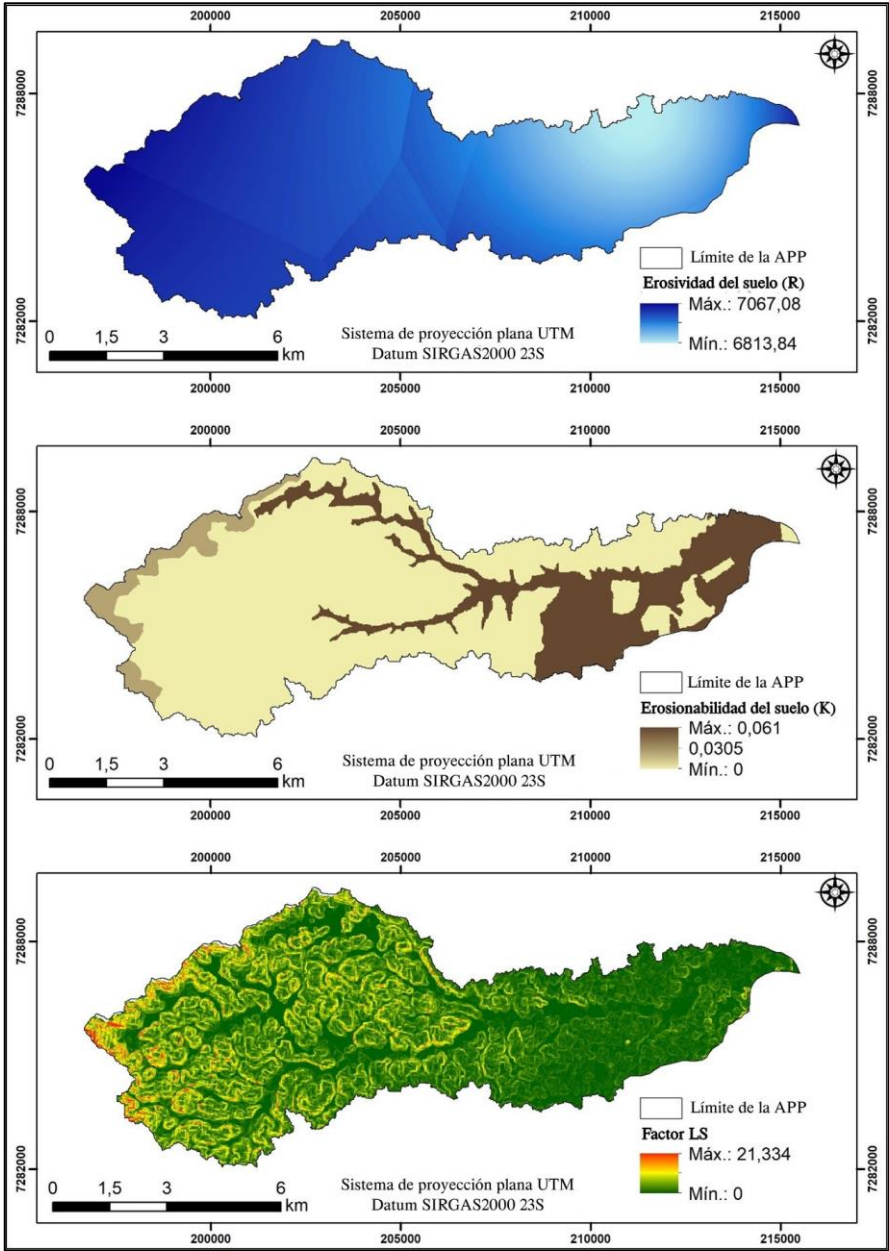 200000 205000 210000 215000
7288000 7288000
Límite de la APP
Erosividad del suelo (R)
Máx.: 7067,08
Mín.: 6813,84
7282000 7282000
0 1,5 3 6
km
Sistema de proyección plana UTM
Datum SIRGAS2000 23S
200000 205000 210000 215000
200000 205000 210000 215000
7288000 7288000
Límite de la APP
Erosionabilidad del suelo (K)
Máx.: 0,061
0,0305
Mín.: 0
7282000 7282000
0 1,5 3 6
km
Sistema de proyección plana UTM
Datum SIRGAS2000 23S
200000 205000 210000 215000
200000 205000 210000 215000
7288000 7288000
Límite de la APP
Factor LS
Máx.: 21,334
Mín.: 0
7282000 7282000
0 1,5 3 6
km
Sistema de proyección plana UTM
Datum SIRGAS2000 23S
200000 205000 210000 215000